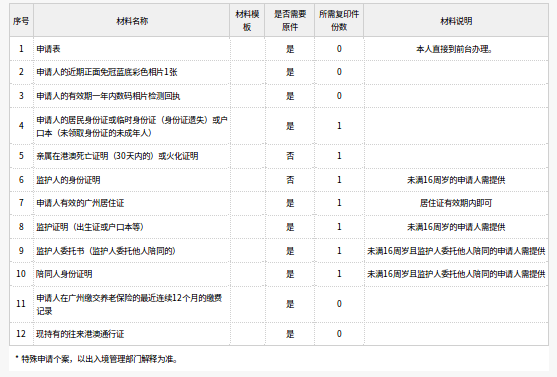 序号 材料名称 材料模板 是否需要原件 所需复印件份数 材料说明
1 申请表 是 0 本人直接到前台办理。
2 申请人的近期正面免冠蓝底彩色相片1张 是 0
3 申请人的有效期一年内数码相片检测回执 是 0
4 申请人的居民身份证或临时身份证（身份证遗失）或户口本（未领取身份证的未成年人） 是 1
5 亲属在港澳死亡证明（30天内的）或火化证明 否 1
6 监护人的身份证明 否 1 未满16周岁的申请人需提供
7 申请人有效的广州居住证 是 1 居住证有效期内即可
8 监护证明（出生证或户口本等） 是 1 未满16周岁的申请人需提供
9 监护人委托书（监护人委托他人陪同的） 是 1 未满16周岁且监护人委托他人陪同的申请人需提供
10 陪同人身份证明 是 1 未满16周岁且监护人委托他人陪同的申请人需提供
11 申请人在广州缴交养老保险的最近连续12个月的缴费记录 是 0
12 现持有的往来港澳通行证 是 0
* 特殊申请个案，以出入境管理部门解释为准。